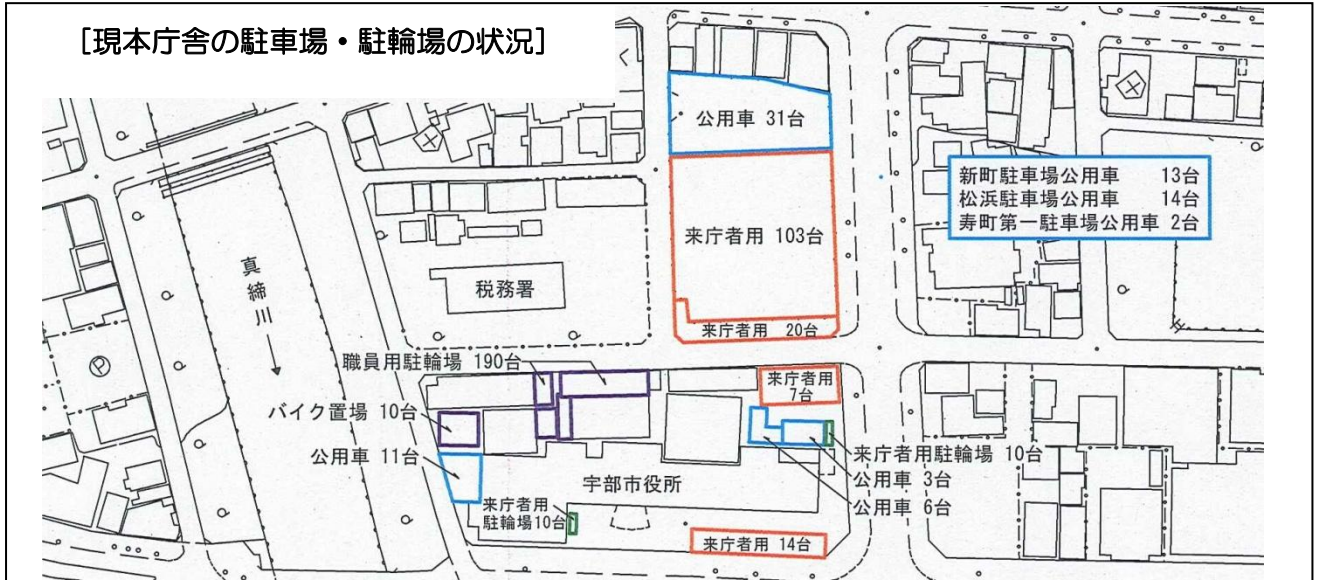 [現本庁舎の駐車場・駐輪場の状況]
公用車 31台
新町駐車場公用車 13台
松浜駐車場公用車 14台
寿町第一駐車場公用車 2台
来庁者用 103台
真締川
税務署
来庁者用 20台
職員用駐輪場 190台
来庁者用
7台
バイク置場 10台
来庁者用駐輪場 10台
公用車 11台
公用車 3台
宇部市役所
公用車 6台
来庁者用
駐輪場10台
来庁者用 14台
P